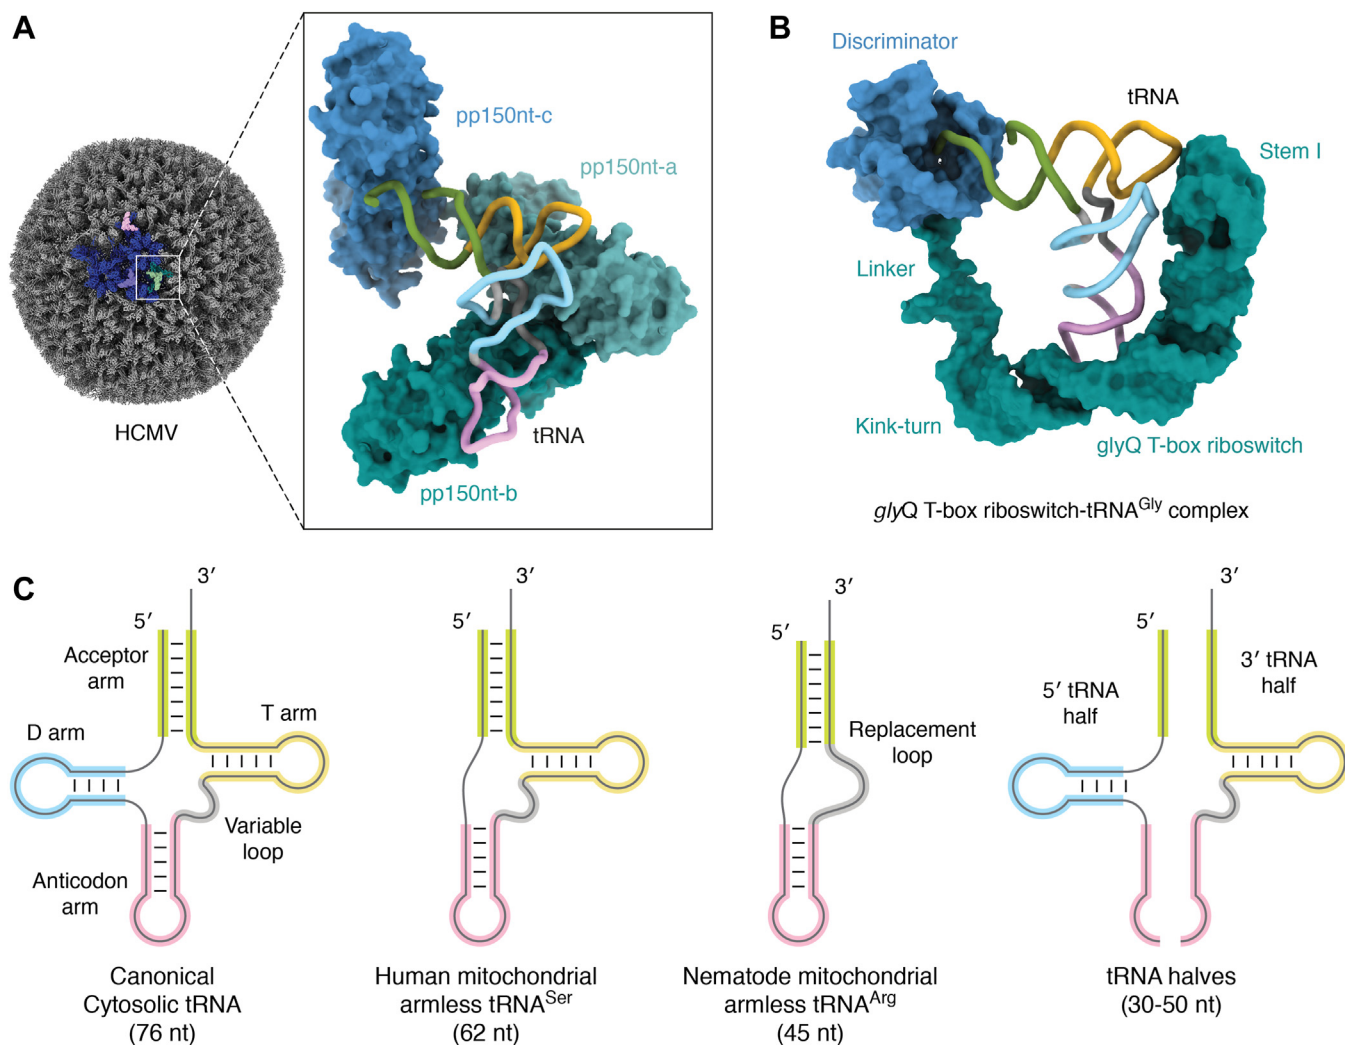 A
pp150nt-c
pp150nt-a
HCMV
tRNA
pp150nt-b
B
Discriminator
tRNA
Stem I
Linker
Kink-turn
glyQ T-box riboswitch
glyQ T-box riboswitch-tRNAGly complex
C
3′
5′
Acceptor
arm
T arm
D arm
Variable
loop
Anticodon
arm
Canonical
Cytosolic tRNA
(76 nt)
3′
5′
Human mitochondrial
armless tRNASer
(62 nt)
3′
5′
Replacement
loop
Nematode mitochondrial
armless tRNAArg
(45 nt)
3′
5′
5′ tRNA
half
3′ tRNA
half
tRNA halves
(30-50 nt)